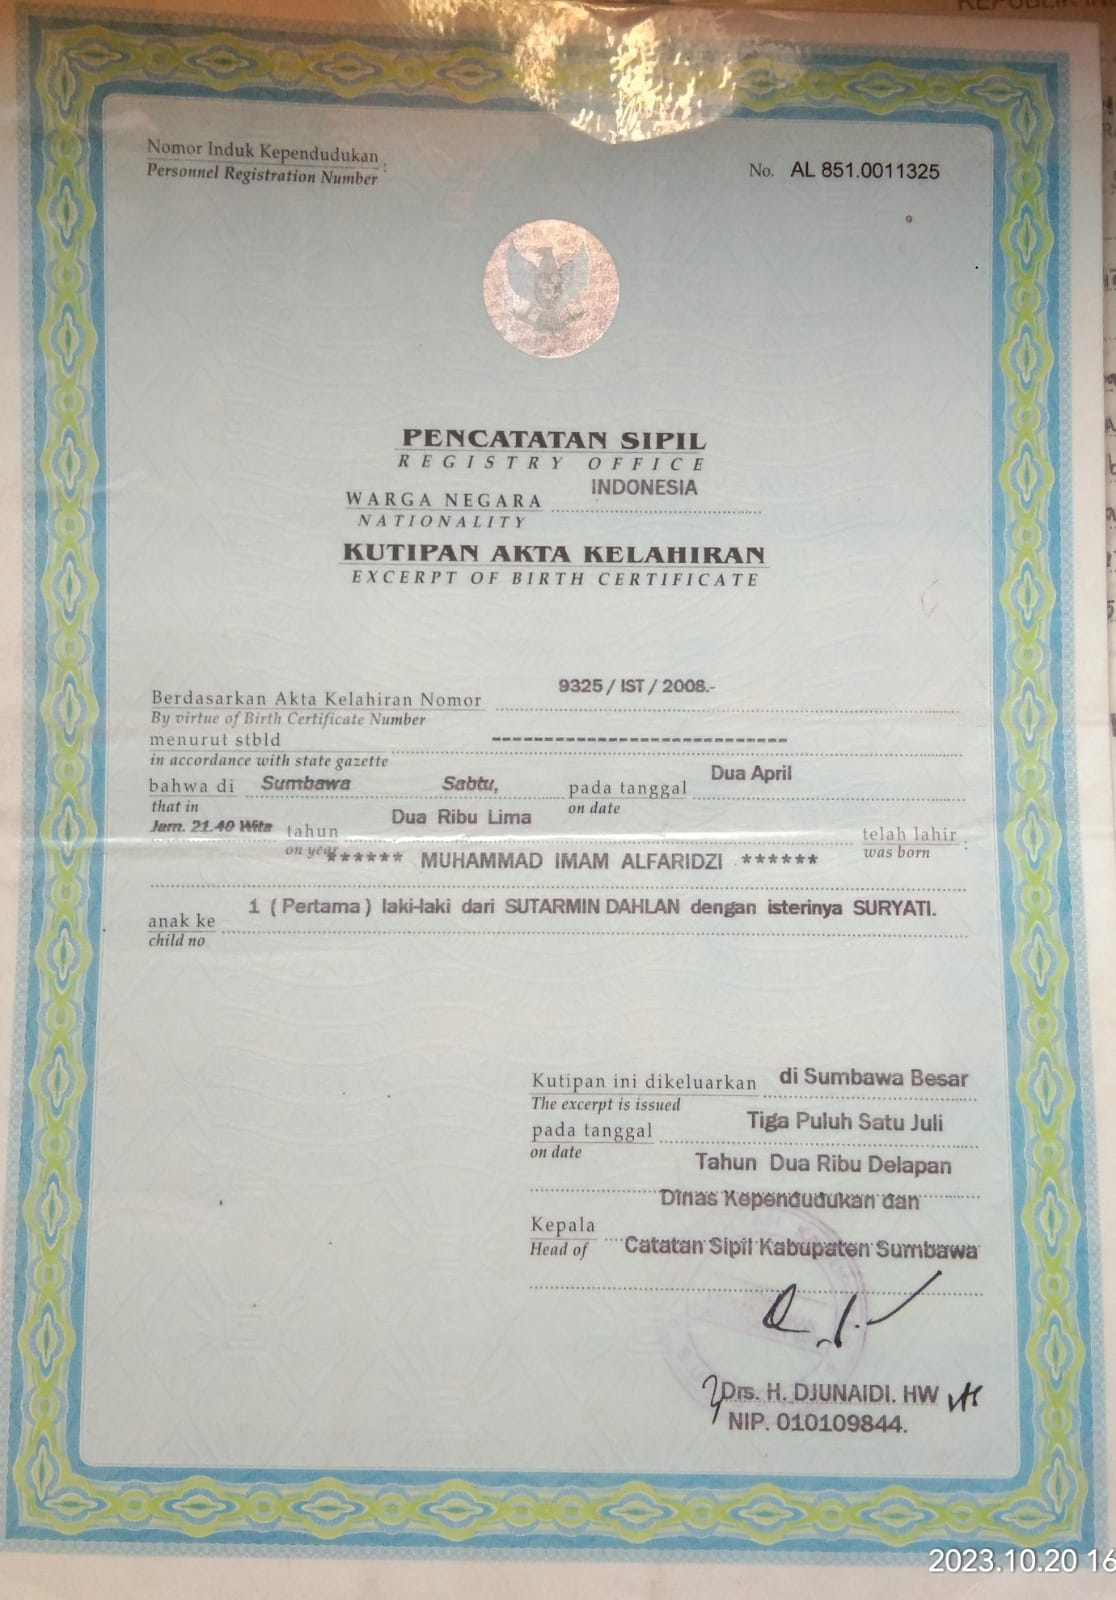 REPUBLIK IN
Nomor Induk Kependudukan :
Personnel Registration Number
No. AL 851.0011325
PENCATATAN SIPIL
REGISTRY OFFICE
WARGA NEGARA INDONESIA
NATIONALITY
KUTIPAN AKTA KELAHIRAN
EXCERPT OF BIRTH CERTIFICATE
Berdasarkan Akta Kelahiran Nomor 9325 / IST / 2008.-
By virtue of Birth Certificate Number
menurut stbld ----------------------------
in accordance with state gazette
bahwa di Sumbawa Sabtu, pada tanggal Dua April
that in on date
Jam. 21.40 Wita tahun Dua Ribu Lima telah lahir :
on year was born
****** MUHAMMAD IMAM ALFARIDZI ******
anak ke 1 ( Pertama ) laki-laki dari SUTARMIN DAHLAN dengan isterinya SURYATI.
child no
Kutipan ini dikeluarkan di Sumbawa Besar
The excerpt is issued
pada tanggal Tiga Puluh Satu Juli
on date
Tahun Dua Ribu Delapan
Dinas Kependudukan dan
Kepala Catatan Sipil Kabupaten Sumbawa
Head of
Drs. H. DJUNAIDI. HW
NIP. 010109844.
2023.10.20 16